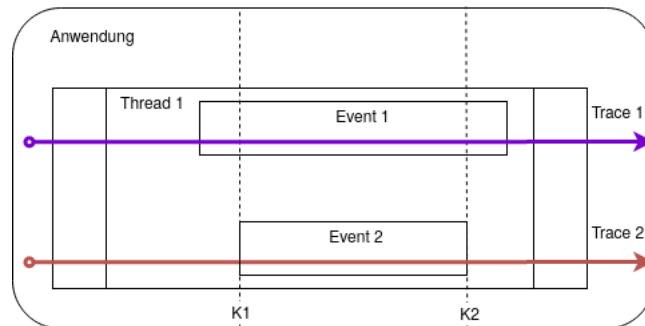 Anwendung
Thread 1
Event 1
Trace 1
Event 2
Trace 2
K1
K2